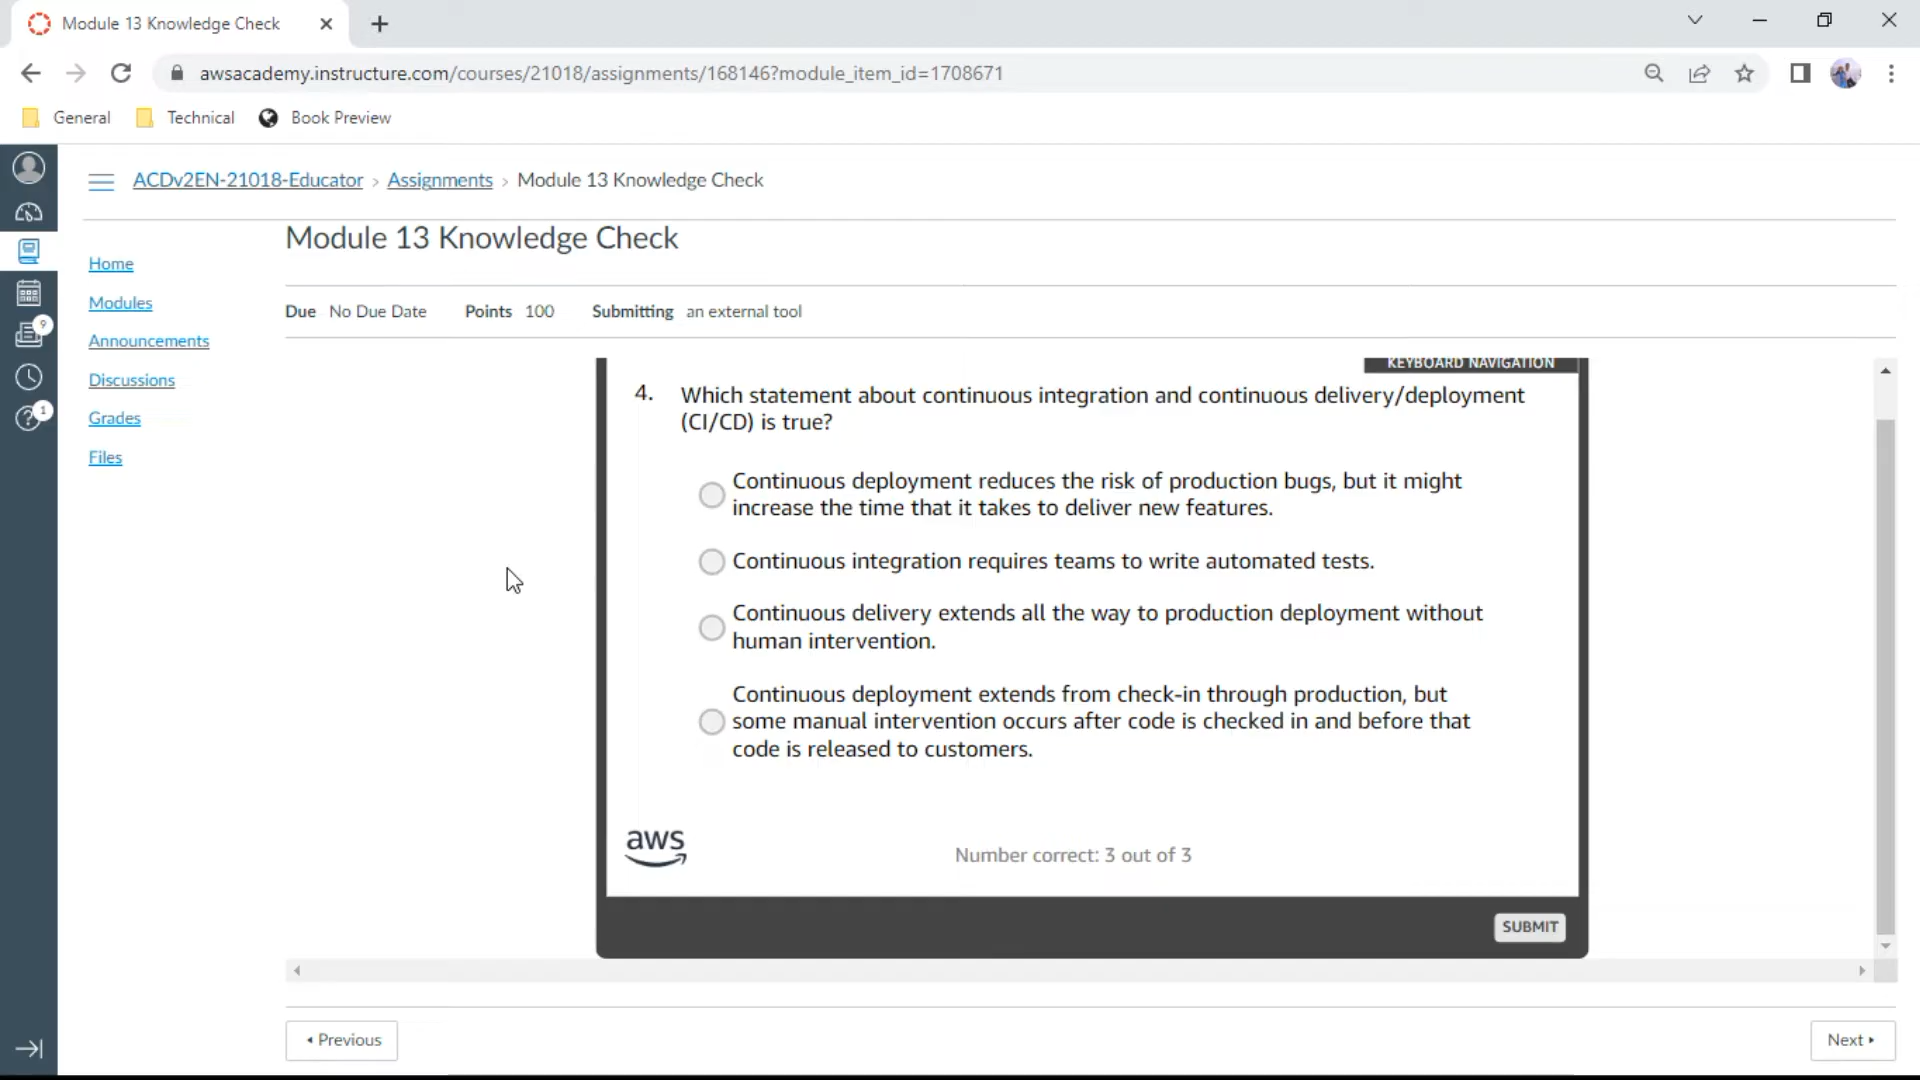 Module 13 Knowledge Check
awsacademy.instructure.com/courses/21018/assignments/168146?module_item_id=1708671
General Technical Book Preview
ACDv2EN-21018-Educator › Assignments › Module 13 Knowledge Check
Module 13 Knowledge Check
Home
Modules
Announcements
Discussions
Grades
Files
9
1
Due No Due Date Points 100 Submitting an external tool
KEYBOARD NAVIGATION
4. Which statement about continuous integration and continuous delivery/deployment
(CI/CD) is true?
Continuous deployment reduces the risk of production bugs, but it might
increase the time that it takes to deliver new features.
Continuous integration requires teams to write automated tests.
Continuous delivery extends all the way to production deployment without
human intervention.
Continuous deployment extends from check-in through production, but
some manual intervention occurs after code is checked in and before that
code is released to customers.
aws
Number correct: 3 out of 3
SUBMIT
Previous
Next